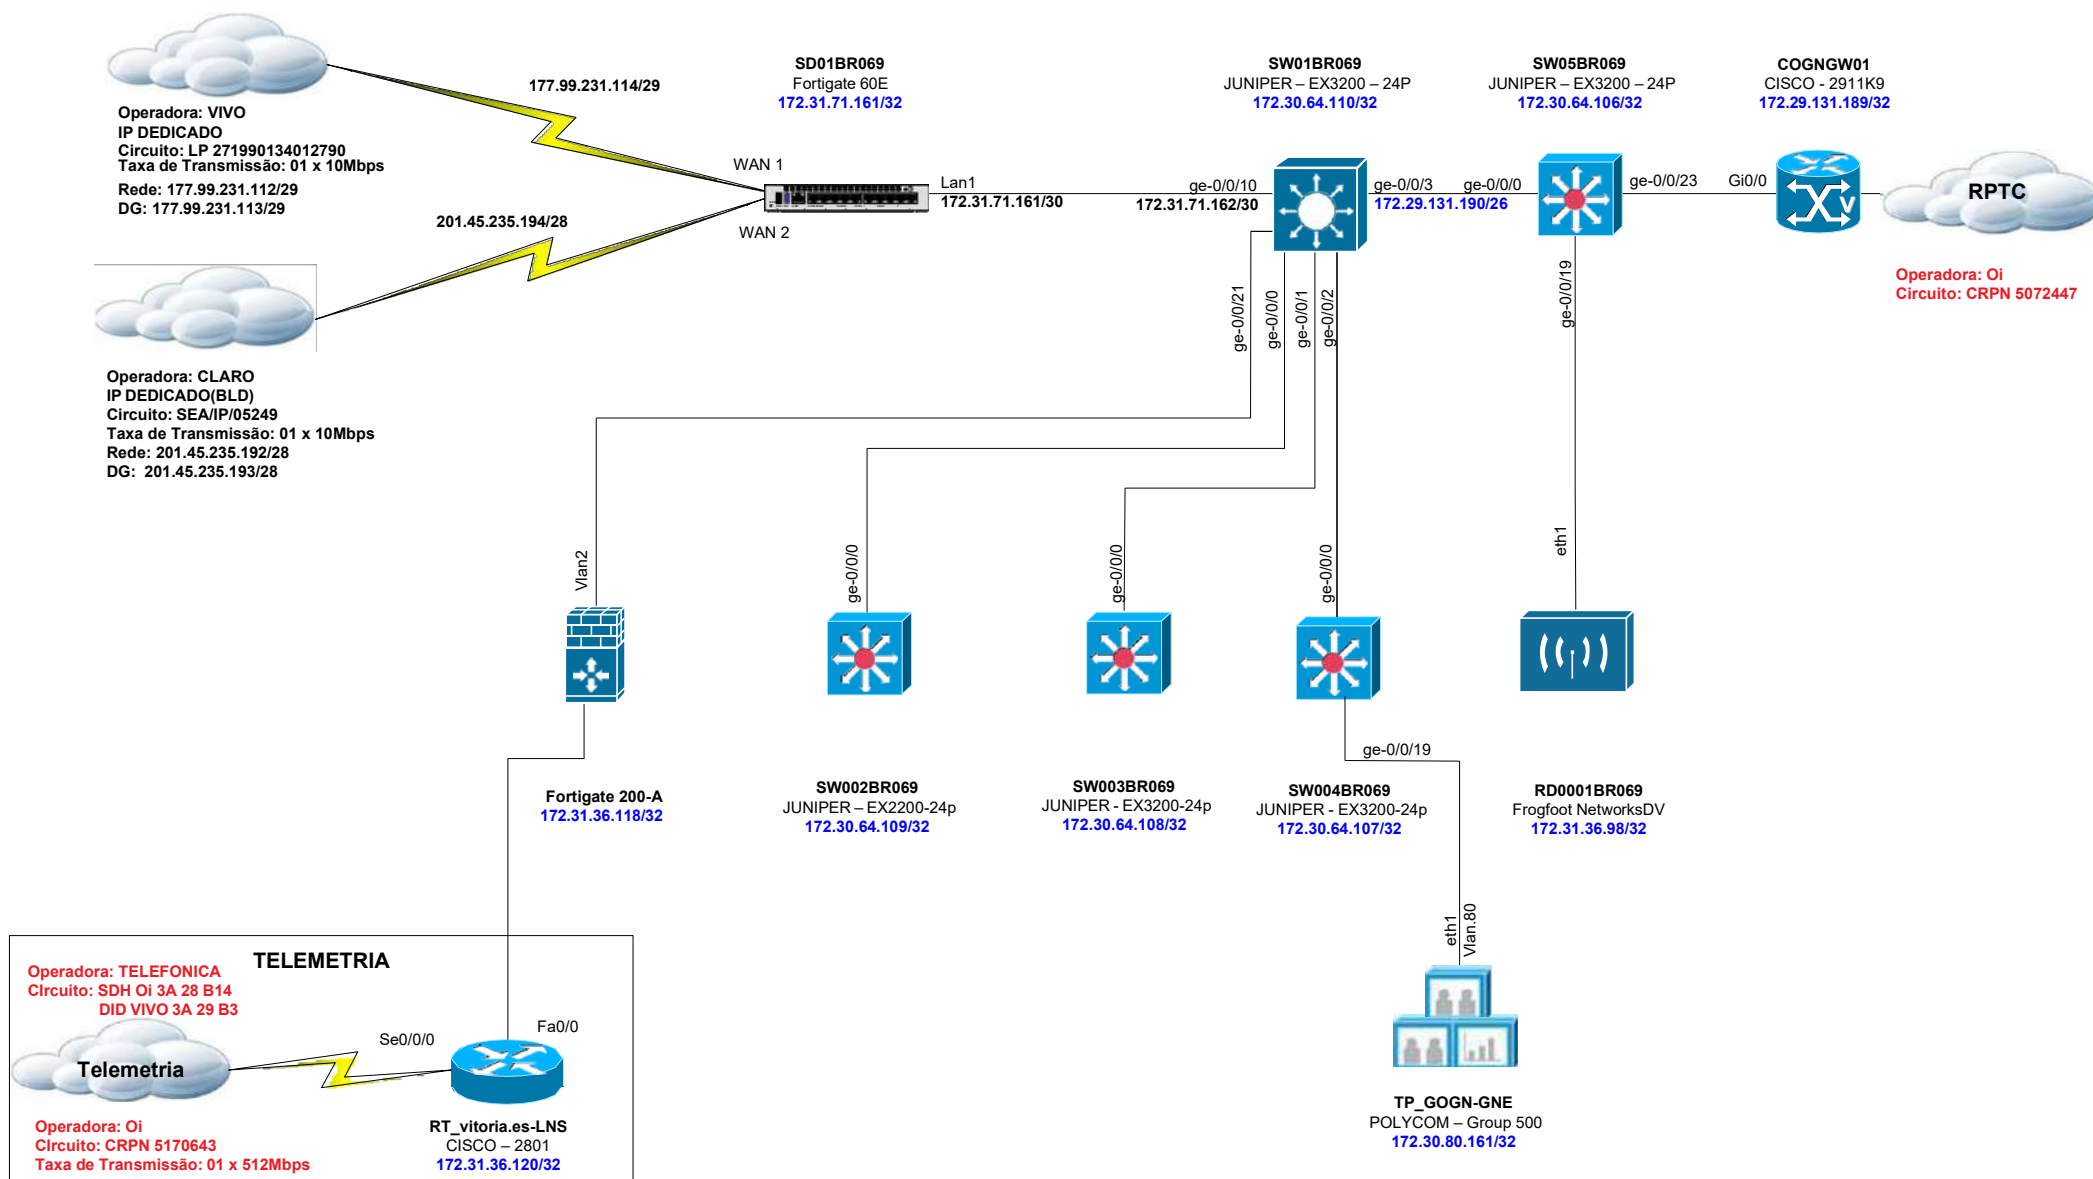 177.99.231.114/29
Operadora: VIVO
IP DEDICADO
Circuito: LP 271990134012790
Taxa de Transmissão: 01 x 10Mbps
Rede: 177.99.231.112/29
DG: 177.99.231.113/29
201.45.235.194/28
Operadora: CLARO
IP DEDICADO(BLD)
Circuito: SEA/IP/05249
Taxa de Transmissão: 01 x 10Mbps
Rede: 201.45.235.192/28
DG: 201.45.235.193/28
SD01BR069
Fortigate 60E
172.31.71.161/32
WAN 1
WAN 2
Lan1
172.31.71.161/30
SW01BR069
JUNIPER – EX3200 – 24P
172.30.64.110/32
ge-0/0/10
172.31.71.162/30
ge-0/0/3
172.29.131.190/26
ge-0/0/21
ge-0/0/0
ge-0/0/1
ge-0/0/2
SW05BR069
JUNIPER – EX3200 – 24P
172.30.64.106/32
ge-0/0/0
ge-0/0/23
ge-0/0/19
COGNGW01
CISCO - 2911K9
172.29.131.189/32
Gi0/0
RPTC
Operadora: Oi
Circuito: CRPN 5072447
Vlan2
ge-0/0/0
ge-0/0/0
ge-0/0/0
eth1
Fortigate 200-A
172.31.36.118/32
SW002BR069
JUNIPER – EX2200-24p
172.30.64.109/32
SW003BR069
JUNIPER - EX3200-24p
172.30.64.108/32
ge-0/0/19
SW004BR069
JUNIPER - EX3200-24p
172.30.64.107/32
RD0001BR069
Frogfoot NetworksDV
172.31.36.98/32
eth1
Vlan.80
TP_GOGN-GNE
POLYCOM – Group 500
172.30.80.161/32
TELEMETRIA
Operadora: TELEFONICA
CIrcuito: SDH Oi 3A 28 B14
DID VIVO 3A 29 B3
Telemetria
Se0/0/0
Fa0/0
Operadora: Oi
CIrcuito: CRPN 5170643
Taxa de Transmissão: 01 x 512Mbps
RT_vitoria.es-LNS
CISCO – 2801
172.31.36.120/32